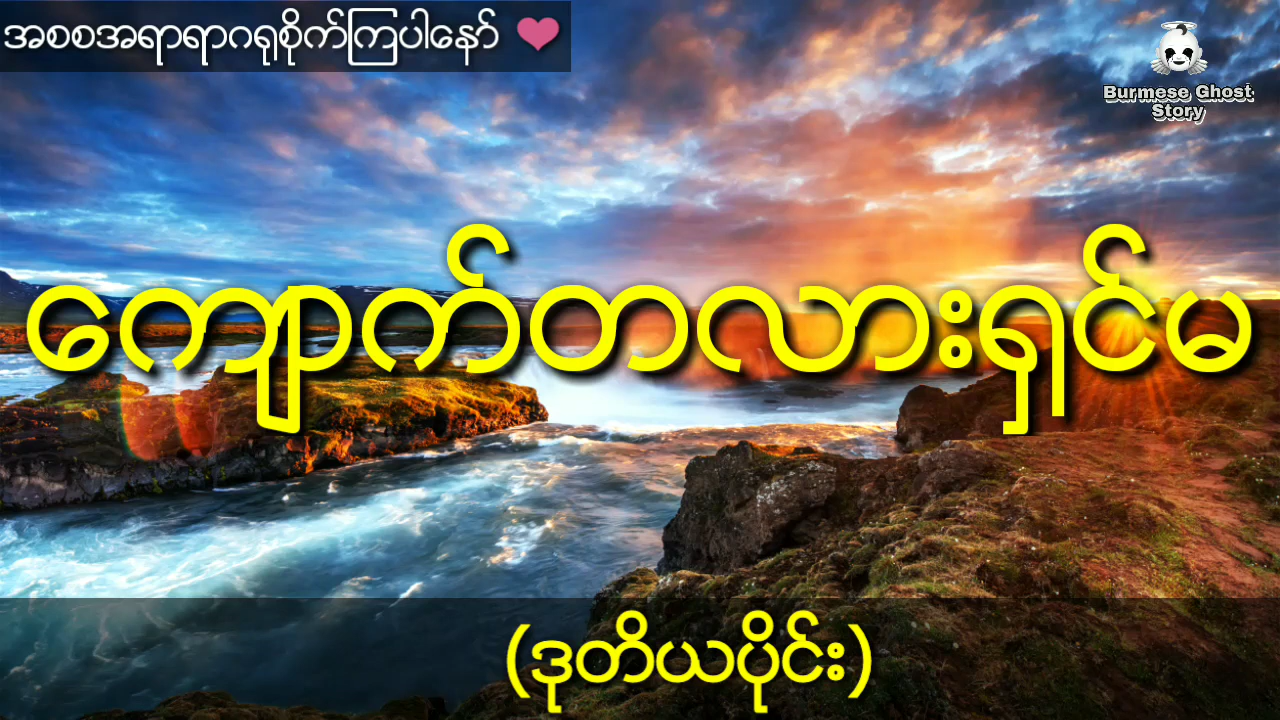 အစစအရာရာဂရုစိုက်ကြပါနော် ❤
Burmese Ghost
Story
ကျောက်တလားရှင်မ
(ဒုတိယပိုင်း)